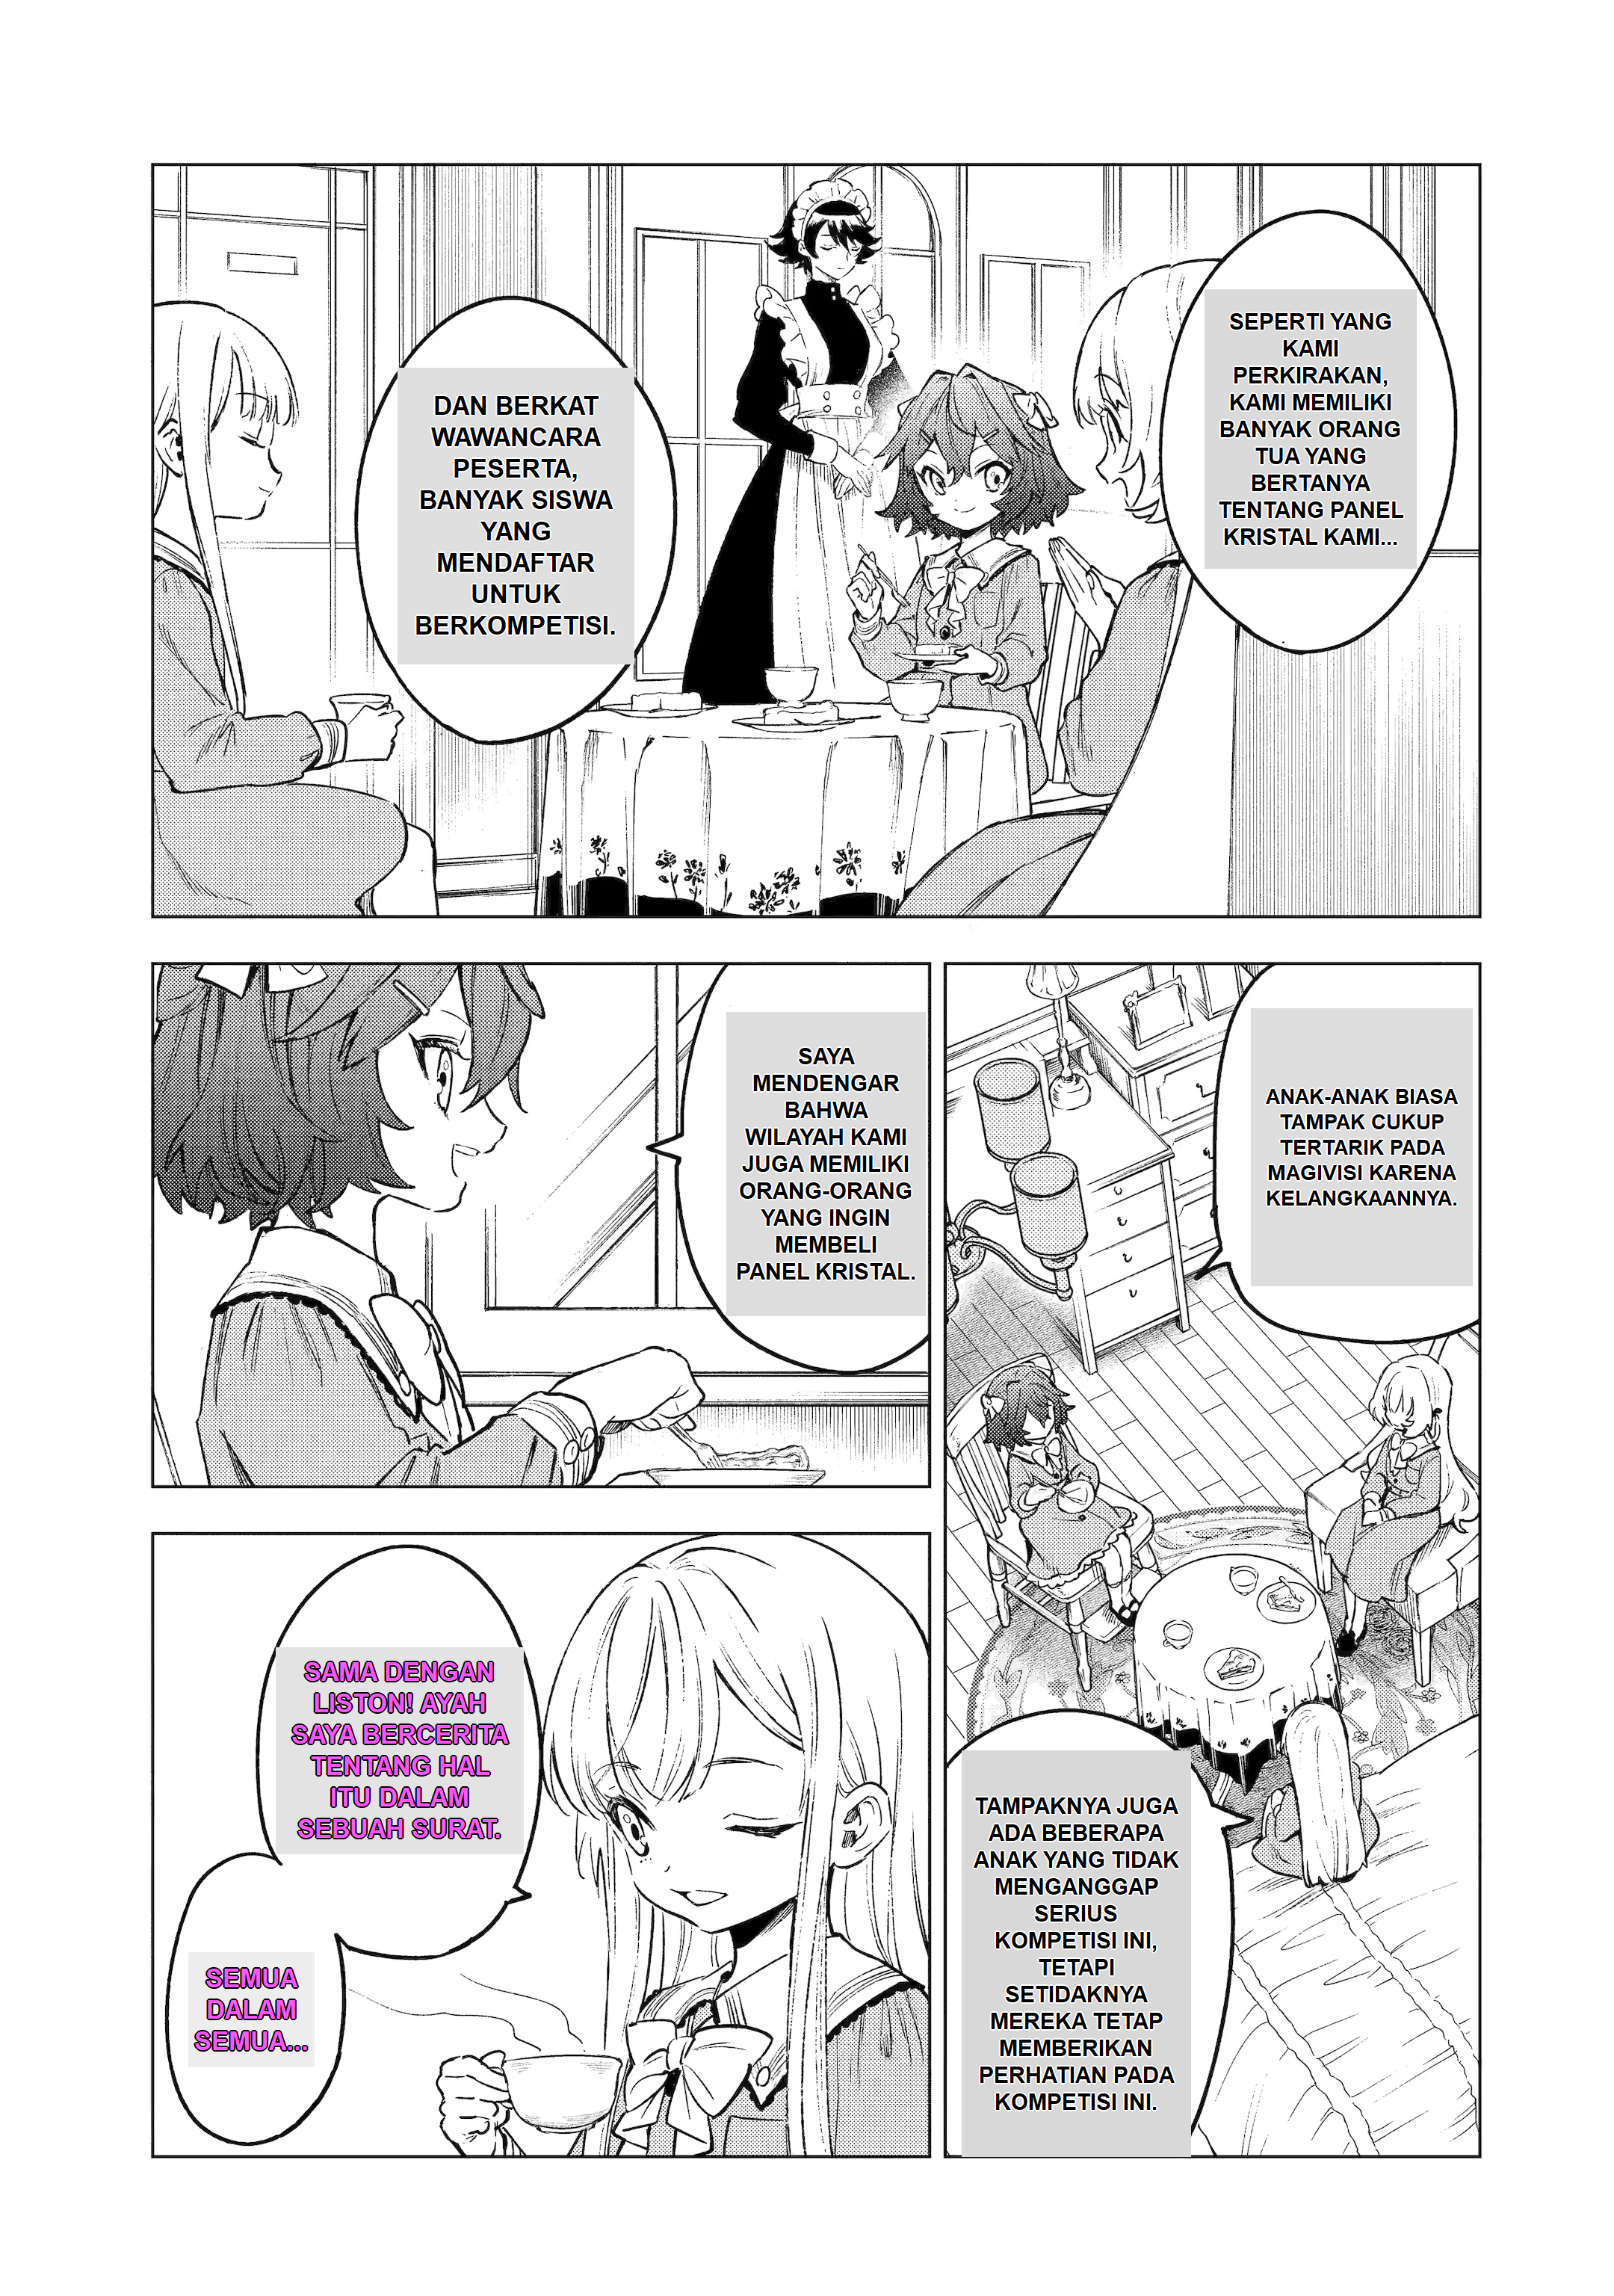 SEPERTI YANG
KAMI
PERKIRAKAN,
KAMI MEMILIKI
BANYAK ORANG
TUA YANG
BERTANYA
TENTANG PANEL
KRISTAL KAMI...
DAN BERKAT
WAWANCARA
PESERTA,
BANYAK SISWA
YANG
MENDAFTAR
UNTUK
BERKOMPETISI.
ANAK-ANAK BIASA
TAMPAK CUKUP
TERTARIK PADA
MAGIVISI KARENA
KELANGKAANNYA.
TAMPAKNYA JUGA
ADA BEBERAPA
ANAK YANG TIDAK
MENGANGGAP
SERIUS
KOMPETISI INI,
TETAPI
SETIDAKNYA
MEREKA TETAP
MEMBERIKAN
PERHATIAN PADA
KOMPETISI INI.
SAYA
MENDENGAR
BAHWA
WILAYAH KAMI
JUGA MEMILIKI
ORANG-ORANG
YANG INGIN
MEMBELI
PANEL KRISTAL.
SAMA DENGAN
LISTON! AYAH
SAYA BERCERITA
TENTANG HAL
ITU DALAM
SEBUAH SURAT.
SEMUA
DALAM
SEMUA...